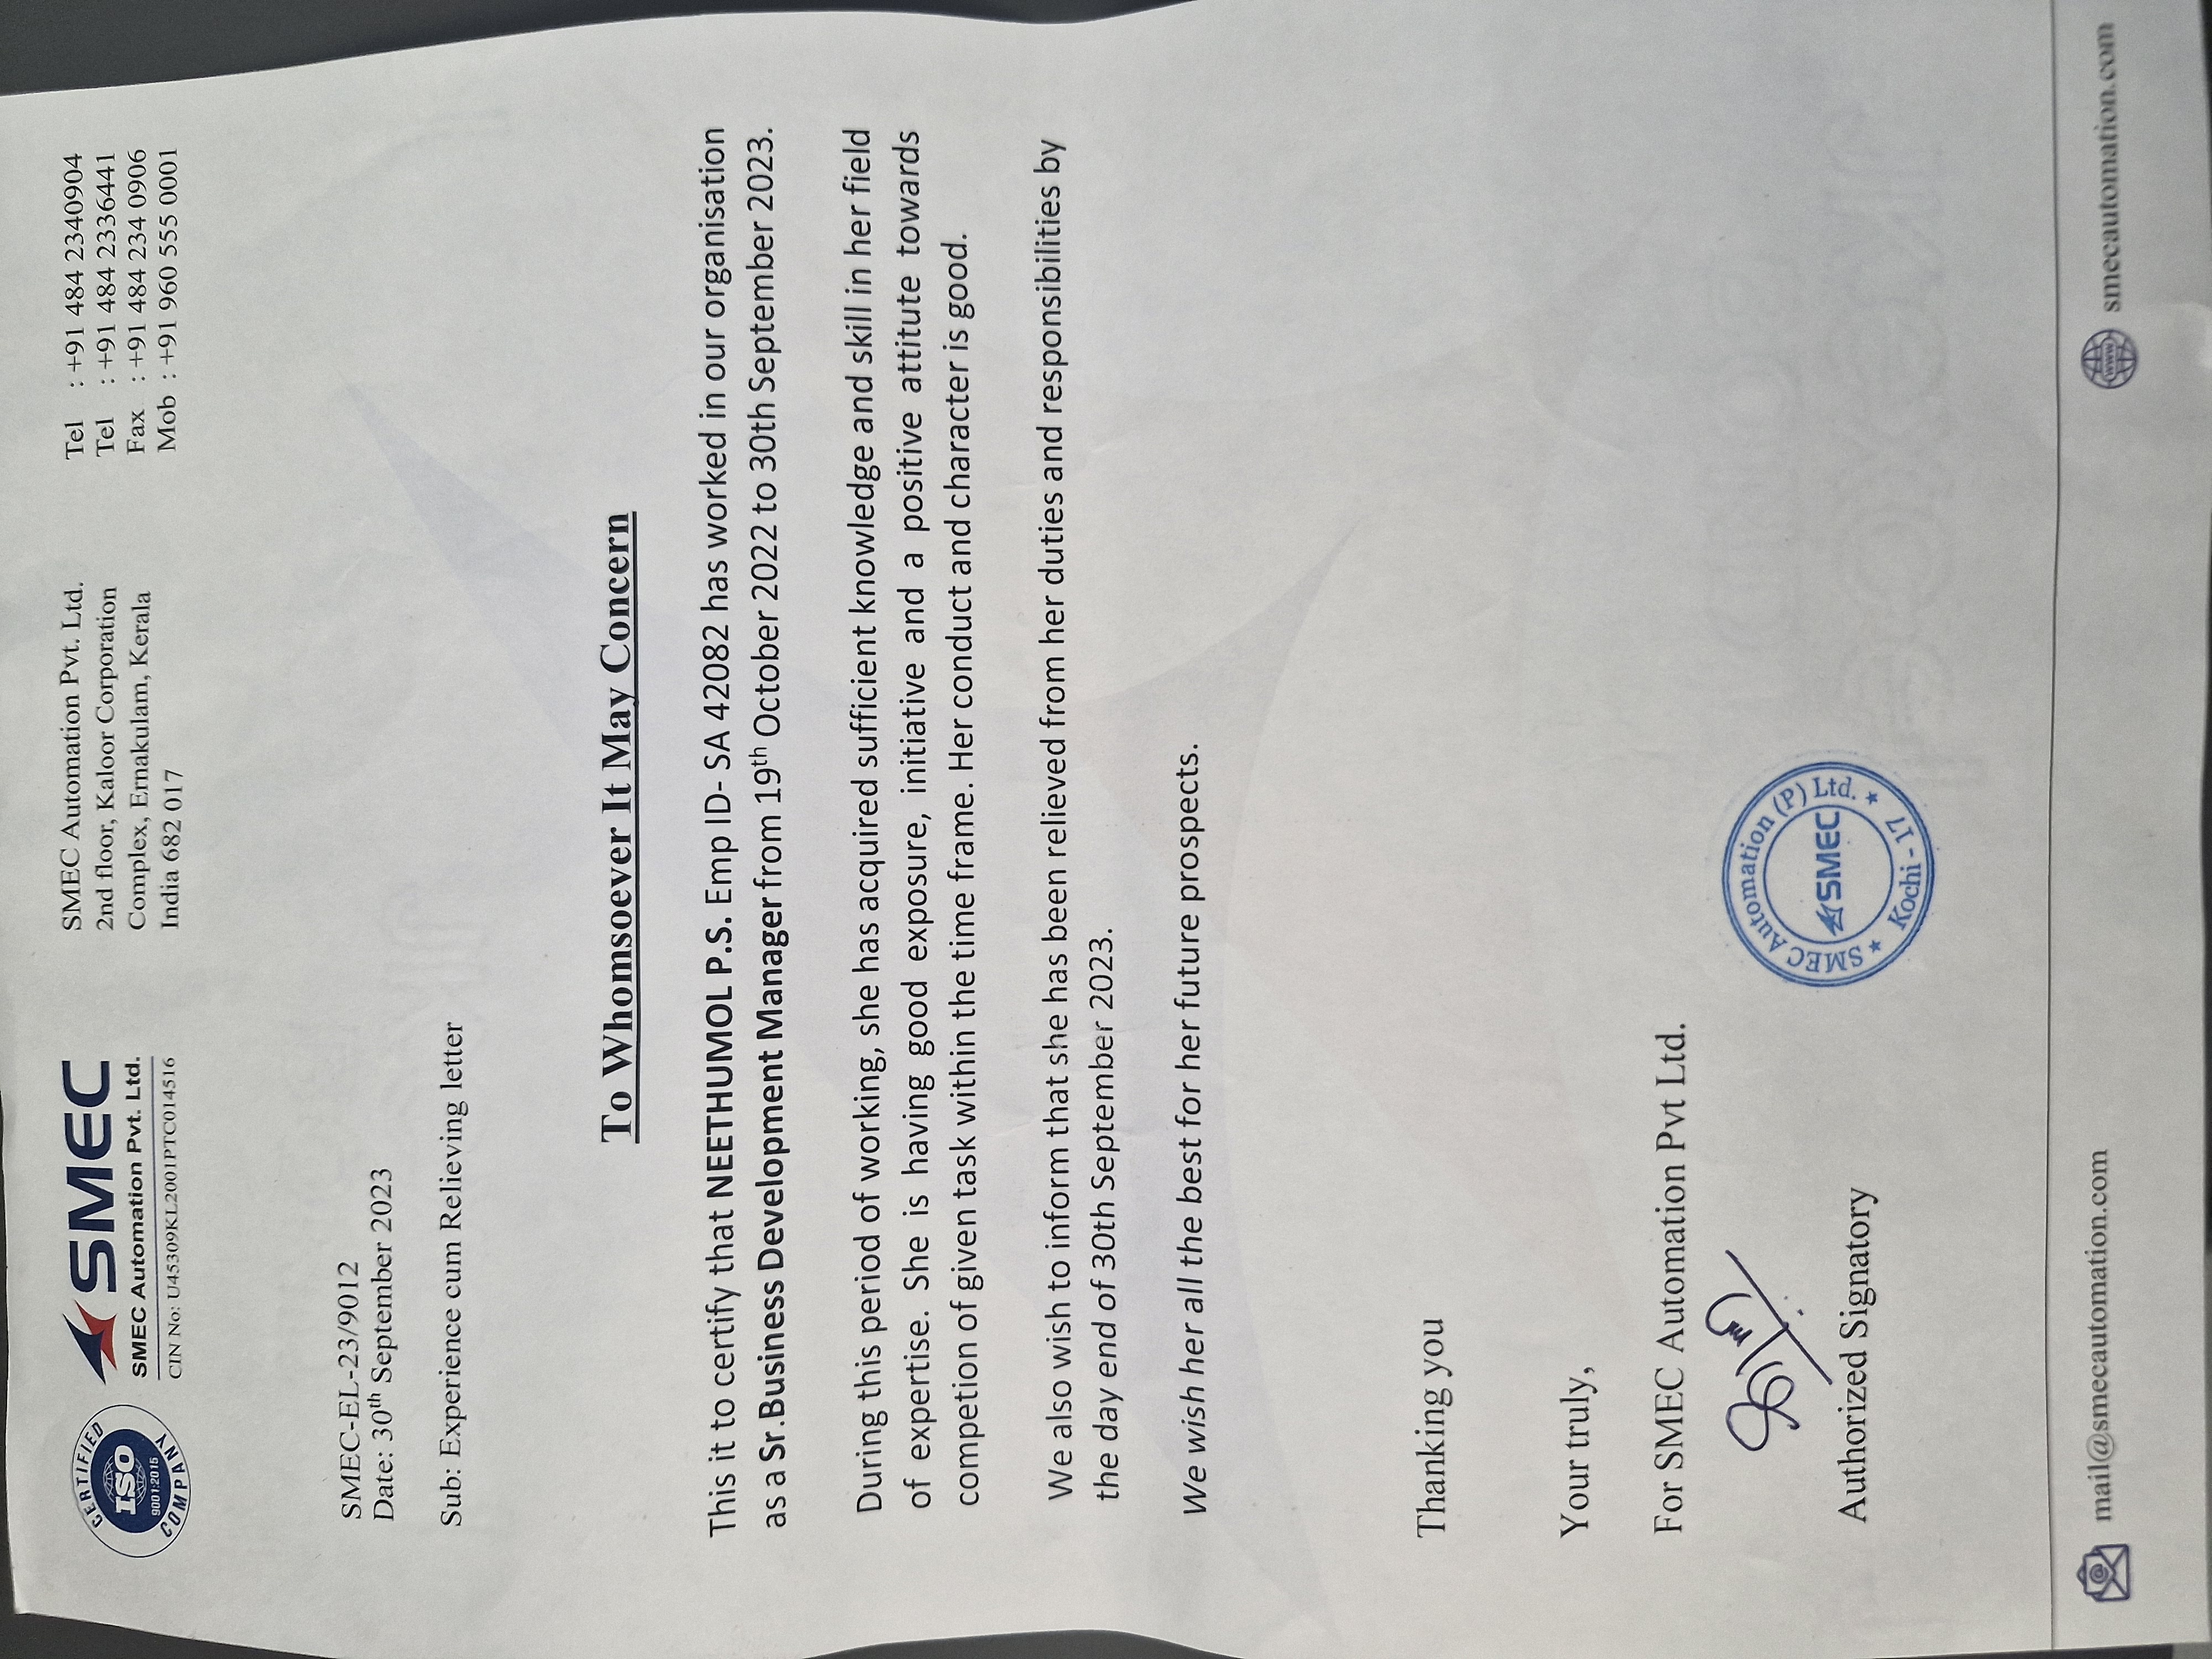 CERTIFIED
ISO
9001:2015
COMPANY
SMEC
SMEC Automation Pvt. Ltd.
CIN No: U45309KL2001PTC014516
SMEC Automation Pvt. Ltd.
2nd floor, Kaloor Corporation
Complex, Ernakulam, Kerala
India 682 017
Tel : +91 484 2340904
Tel : +91 484 2336441
Fax : +91 484 234 0906
Mob : +91 960 555 0001
SMEC-EL-23/9012
Date: 30th September 2023
Sub: Experience cum Relieving letter
To Whomsoever It May Concern
This it to certify that NEETHUMOL P.S. Emp ID- SA 42082 has worked in our organisation
as a Sr.Business Development Manager from 19th October 2022 to 30th September 2023.
During this period of working, she has acquired sufficient knowledge and skill in her field
of expertise. She is having good exposure, initiative and a positive attitute towards
competion of given task within the time frame. Her conduct and character is good.
We also wish to inform that she has been relieved from her duties and responsibilities by
the day end of 30th September 2023.
We wish her all the best for her future prospects.
Thanking you
Your truly,
For SMEC Automation Pvt Ltd.
Authorized Signatory
SMEC Automation (P) Ltd.
SMEC
Kochi - 17
mail@smecautomation.com
www
smecautomation.com